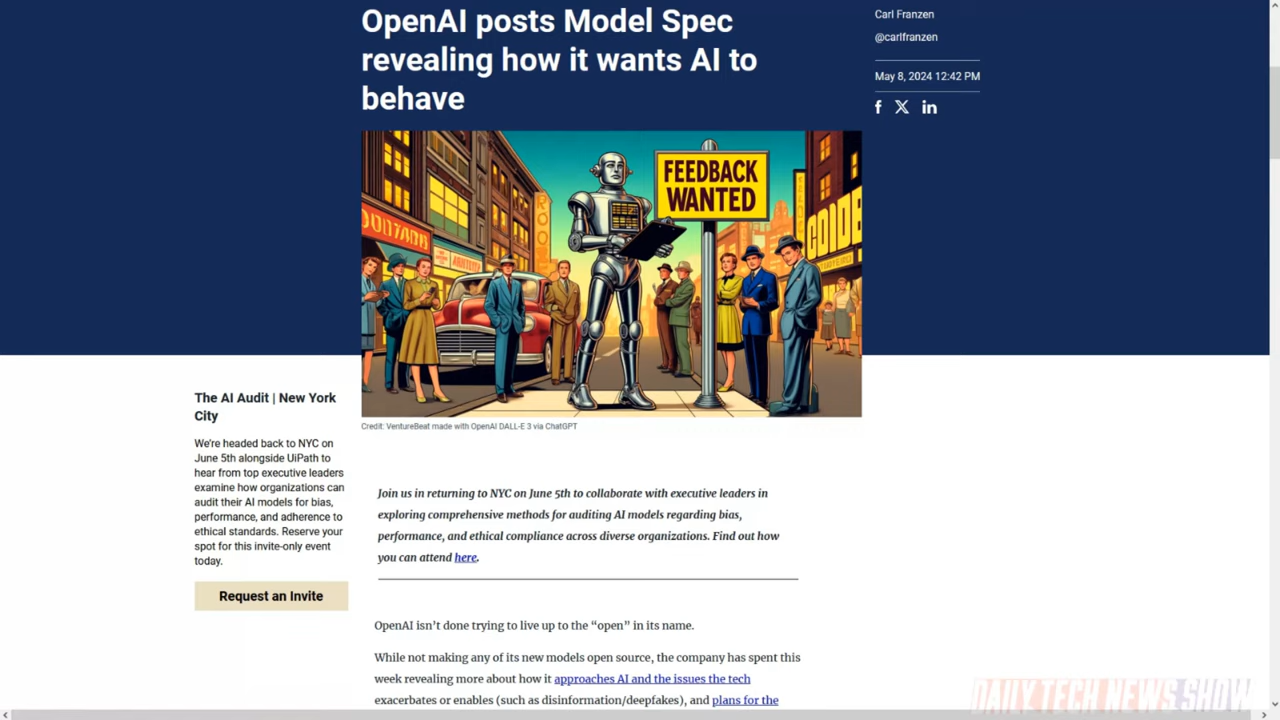 OpenAI posts Model Spec
revealing how it wants AI to
behave
Carl Franzen
@carlfranzen
May 8, 2024 12:42 PM
FEEDBACK
WANTED
Credit: VentureBeat made with OpenAI DALL-E 3 via ChatGPT
The AI Audit | New York
City
We're headed back to NYC on
June 5th alongside UiPath to
hear from top executive leaders
examine how organizations can
audit their AI models for bias,
performance, and adherence to
ethical standards. Reserve your
spot for this invite-only event
today.
Request an Invite
Join us in returning to NYC on June 5th to collaborate with executive leaders in
exploring comprehensive methods for auditing AI models regarding bias,
performance, and ethical compliance across diverse organizations. Find out how
you can attend here.
OpenAI isn't done trying to live up to the “open” in its name.
While not making any of its new models open source, the company has spent this
week revealing more about how it approaches AI and the issues the tech
exacerbates or enables (such as disinformation/deepfakes), and plans for the
DAILY TECH NEWS SHOW